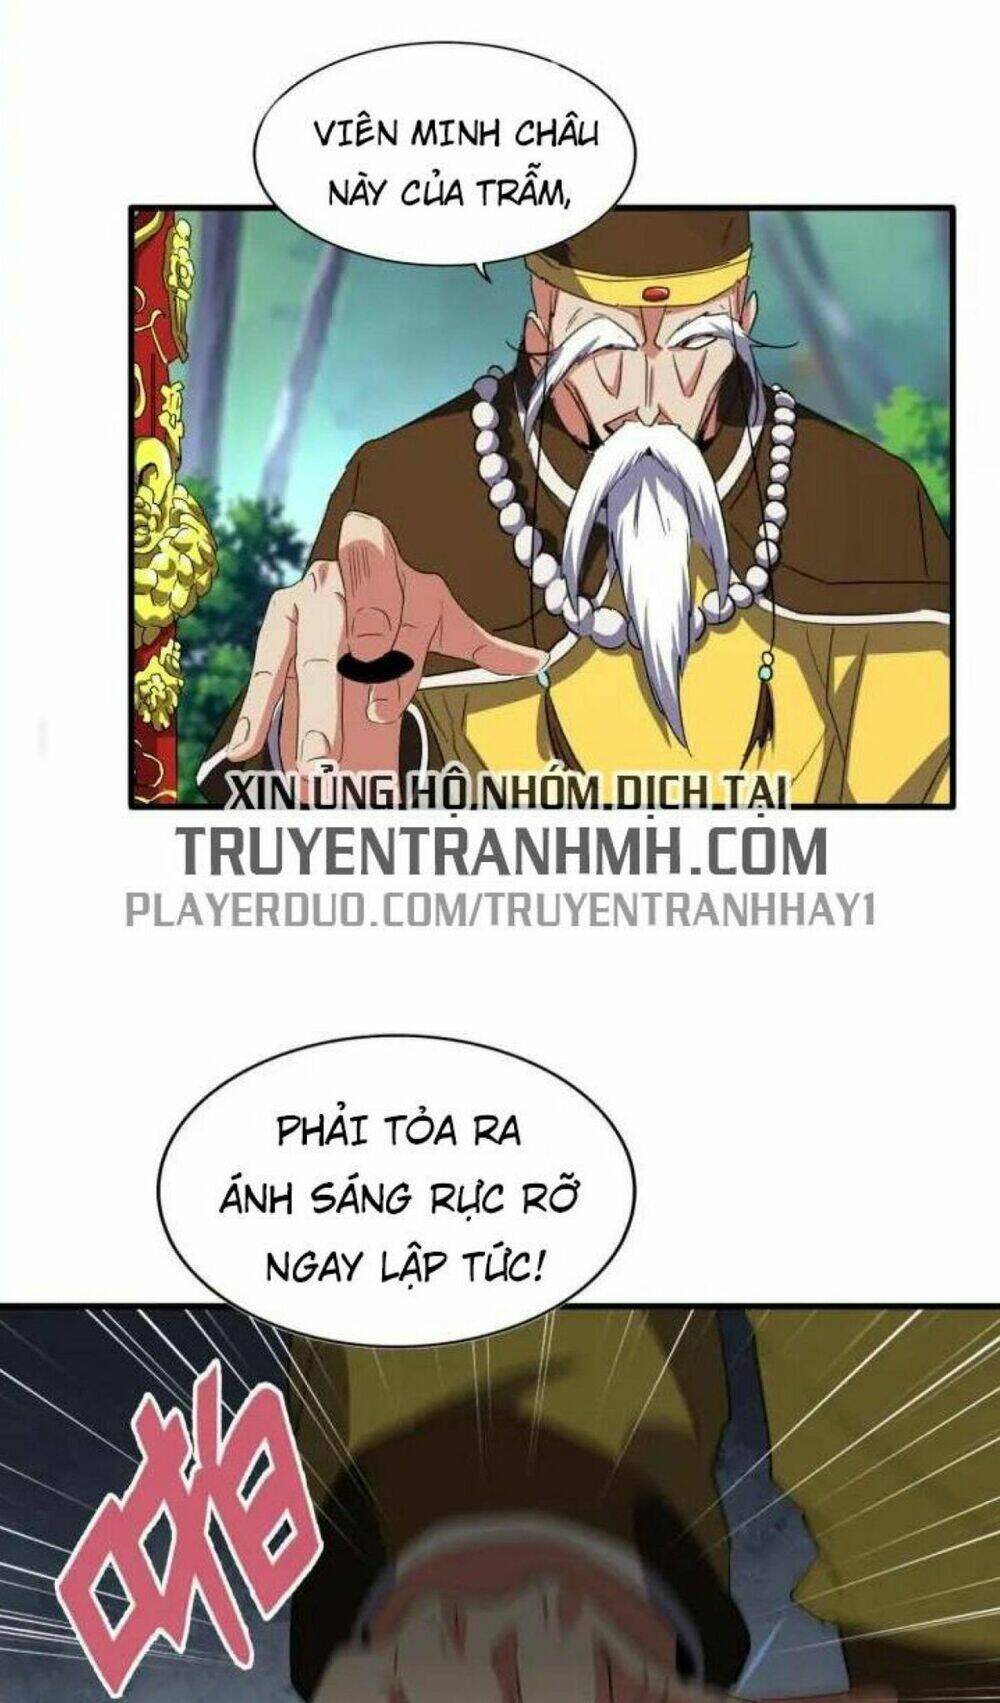 VIÊN MINH CHÂU
NÀY CỦA TRẪM,
XIN ỦNG HỘ NHÓM DỊCH TẠI
TRUYENTRANHMH.COM
PLAYERDUO.COM/TRUYENTRANHHAY1
PHẢI TỎA RA
ÁNH SÁNG RỰC RỠ
NGAY LẬP TỨC!
啪